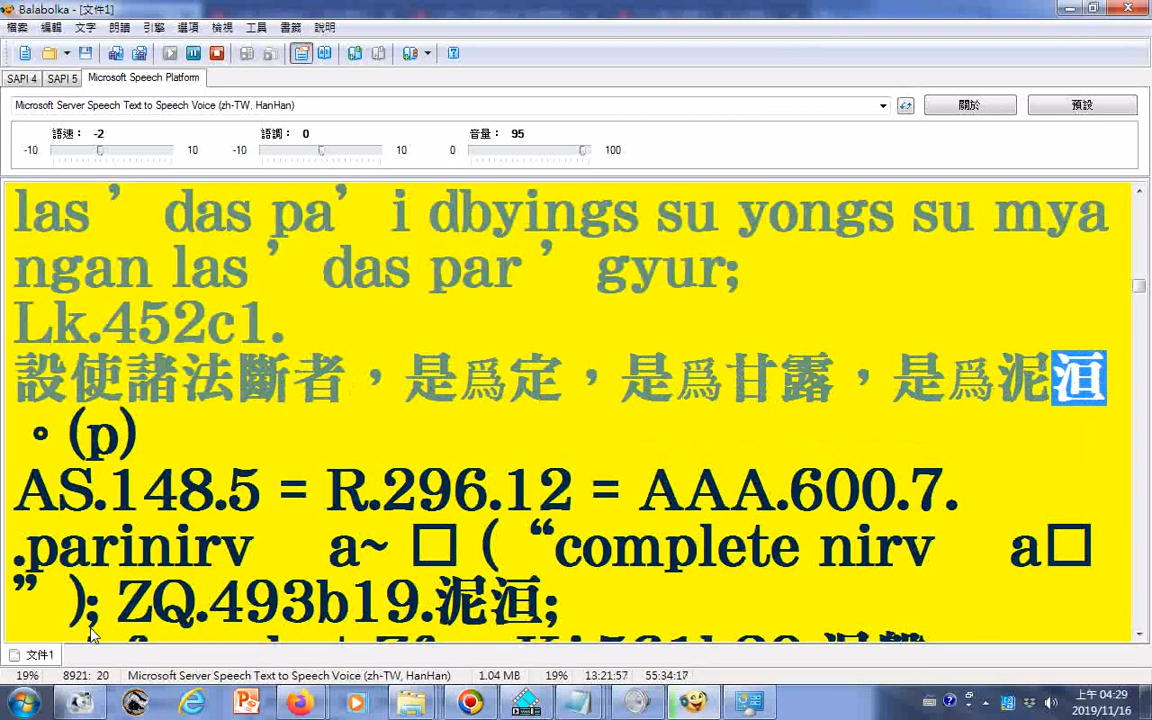 Balabolka - [文件1]
檔案 編輯 文字 朗讀 引擎 選項 檢視 工具 書籤 說明
SAPI 4 SAPI 5 Microsoft Speech Platform
Microsoft Server Speech Text to Speech Voice (zh-TW, HanHan)
關於 預設
語速： -2 語調： 0 音量： 95
-10 10 -10 10 0 100
las ’das pa’i dbyings su yongs su mya
ngan las ’das par ’gyur;
Lk.452c1.
設使諸法斷者，是爲定，是爲甘露，是爲泥洹
。(p)
AS.148.5 = R.296.12 = AAA.600.7.
.parinirv a~ □ (“complete nirv a□
”); ZQ.493b19.泥洹;
文件1
19% 8921: 20 Microsoft Server Speech Text to Speech Voice (zh-TW, HanHan) 1.04 MB 19% 13:21:57 55:34:17
上午 04:29
2019/11/16